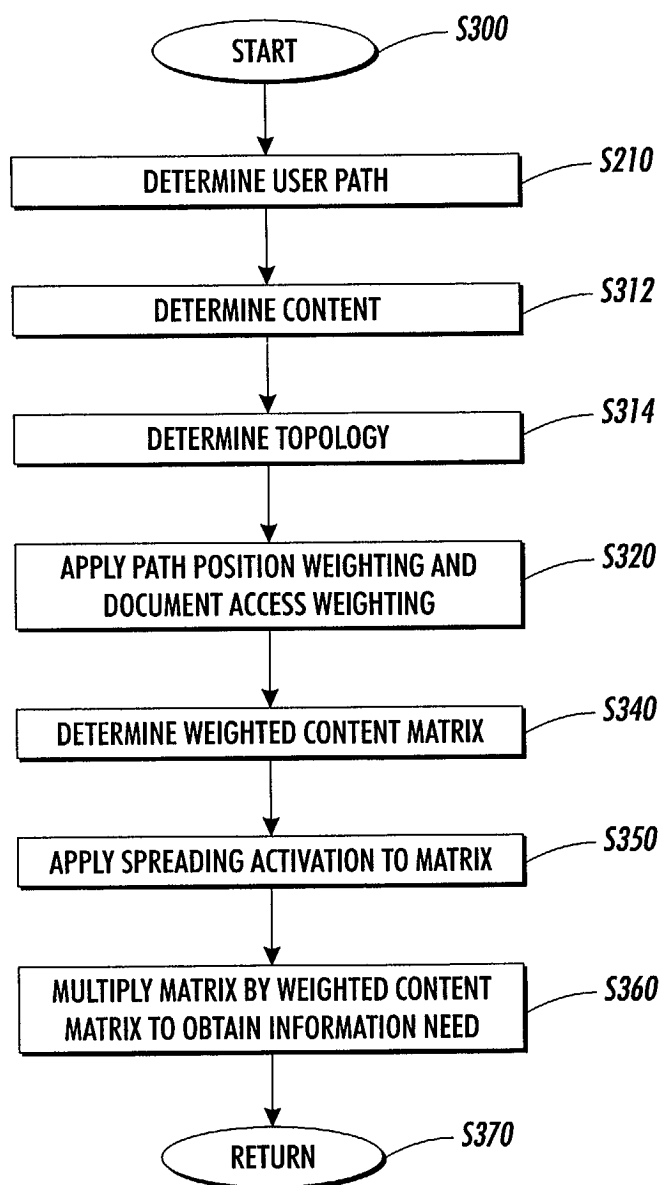 START
S300
DETERMINE USER PATH
S210
DETERMINE CONTENT
S312
DETERMINE TOPOLOGY
S314
APPLY PATH POSITION WEIGHTING AND
DOCUMENT ACCESS WEIGHTING
S320
DETERMINE WEIGHTED CONTENT MATRIX
S340
APPLY SPREADING ACTIVATION TO MATRIX
S350
MULTIPLY MATRIX BY WEIGHTED CONTENT
MATRIX TO OBTAIN INFORMATION NEED
S360
RETURN
S370